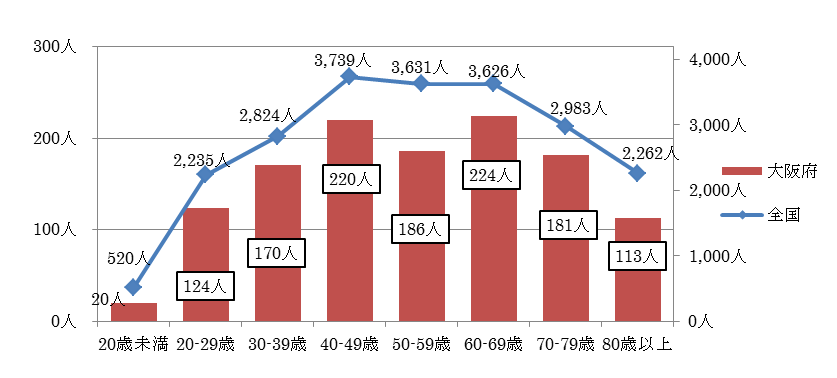 300人
200人
100人
0人
4,000人
3,000人
2,000人
1,000人
0人
520人
2,235人
2,824人
3,739人
3,631人
3,626人
2,983人
2,262人
20人
124人
170人
220人
186人
224人
181人
113人
20歳未満 20-29歳 30-39歳 40-49歳 50-59歳 60-69歳 70-79歳 80歳以上
大阪府
全国